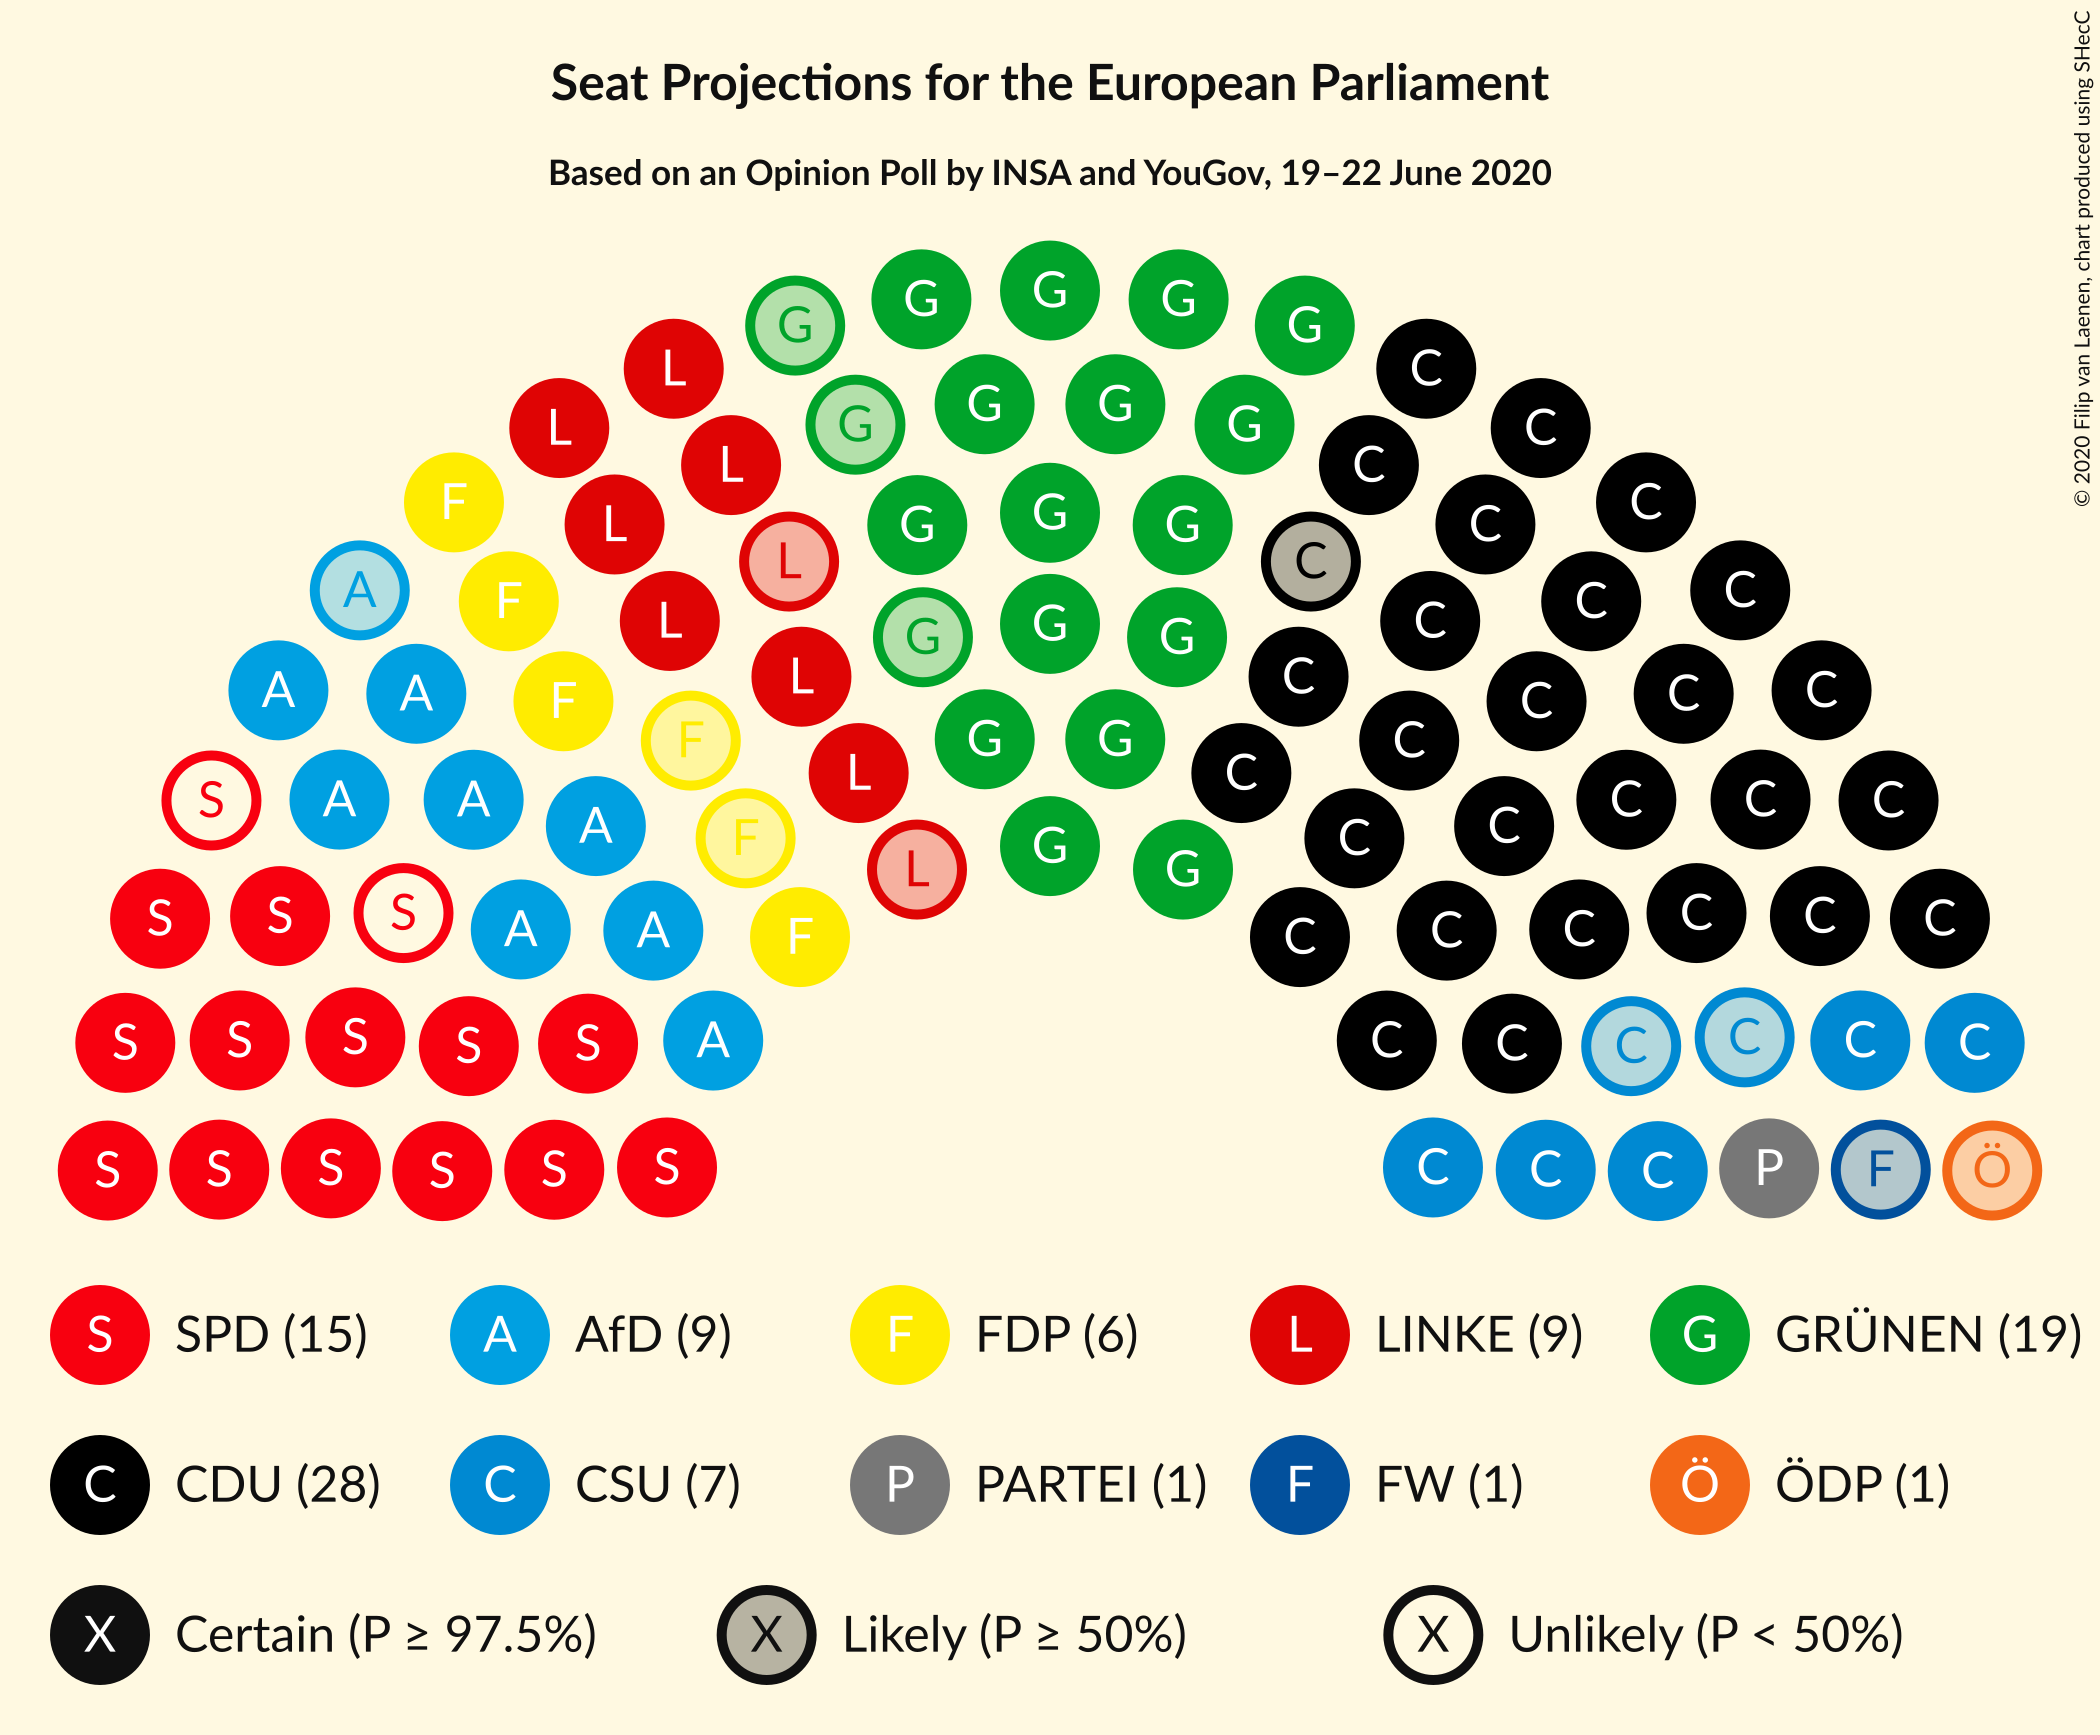 Seat Projections for the European Parliament
Based on an Opinion Poll by INSA and YouGov, 19–22 June 2020
© 2020 Filip van Laenen, chart produced using SHecC
G G G G G
L C
L G G G G C
L L C C
F G G G C
A F L L C C C C
F L G G G C C C
A A F F L G G C C C C C C
S A A A F L G G C C C C C C
S S S A A F L C C C C C C
S S S S S A C C C C C C
S S S S S S C C C P F Ö
S SPD (15) A AfD (9) F FDP (6) L LINKE (9) G GRÜNEN (19)
C CDU (28) C CSU (7) P PARTEI (1) F FW (1) Ö ÖDP (1)
X Certain (P ≥ 97.5%) X Likely (P ≥ 50%) X Unlikely (P < 50%)